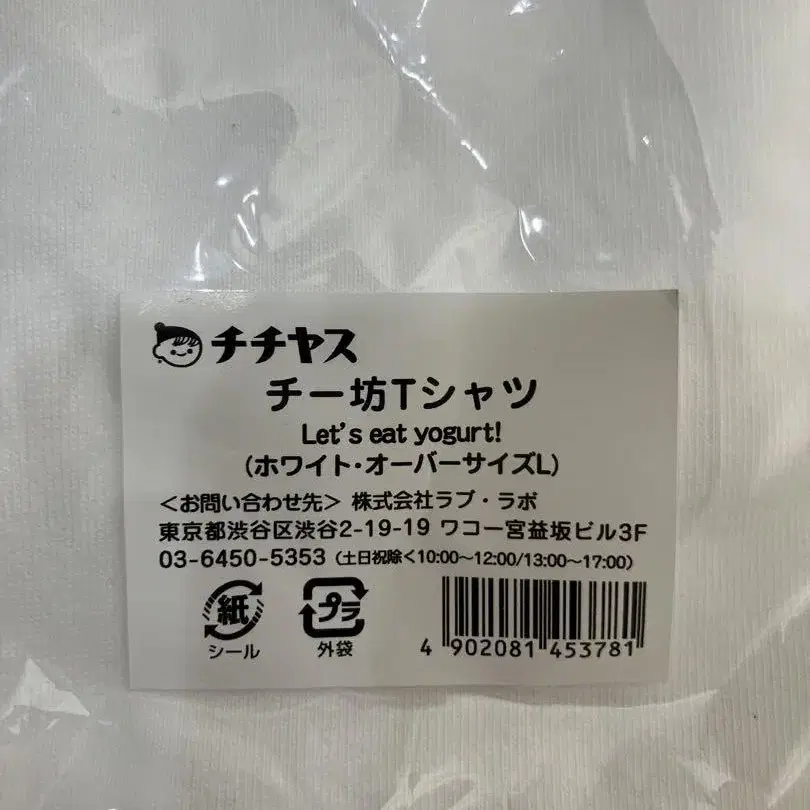 チチヤス
チー坊Tシャツ
Let's eat yogurt!
(ホワイト・オーバーサイズL)
＜お問い合わせ先＞ 株式会社ラブ・ラボ
東京都渋谷区渋谷2-19-19 ワコー宮益坂ビル3F
03-6450-5353 (土日祝除く10:00〜12:00/13:00〜17:00)
紙 プラ
シール 外袋
4 902081 453781